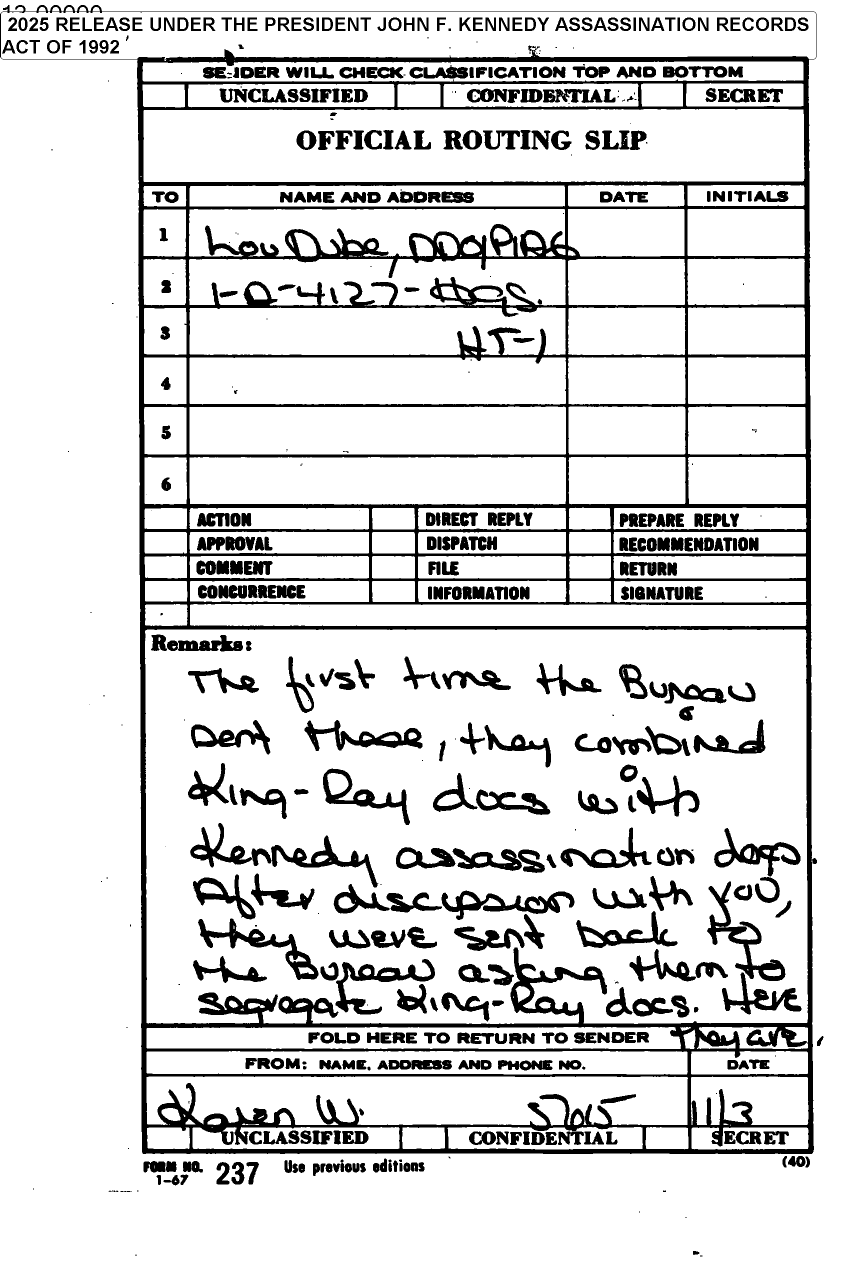 13-00000
2025 RELEASE UNDER THE PRESIDENT JOHN F. KENNEDY ASSASSINATION RECORDS
ACT OF 1992
SENDER WILL CHECK CLASSIFICATION TOP AND BOTTOM
UNCLASSIFIED CONFIDENTIAL SECRET
OFFICIAL ROUTING SLIP
TO NAME AND ADDRESS DATE INITIALS
1 Lou Dube, DDO/PIAG
2 1-D-4127-Hqs.
3 HT-1
4
5
6
ACTION DIRECT REPLY PREPARE REPLY
APPROVAL DISPATCH RECOMMENDATION
COMMENT FILE RETURN
CONCURRENCE INFORMATION SIGNATURE
Remarks:
The first time the Bureau
sent these, they combined
King-Ray docs with
Kennedy assassination docs.
After discussion with you,
they were sent back to
the Bureau asking them to
segregate King-Ray docs. Here
they are.
FOLD HERE TO RETURN TO SENDER
FROM: NAME, ADDRESS AND PHONE NO. DATE
Karen W. 11/3
UNCLASSIFIED CONFIDENTIAL SECRET
FORM NO. 237 Use previous editions (40)
1-67